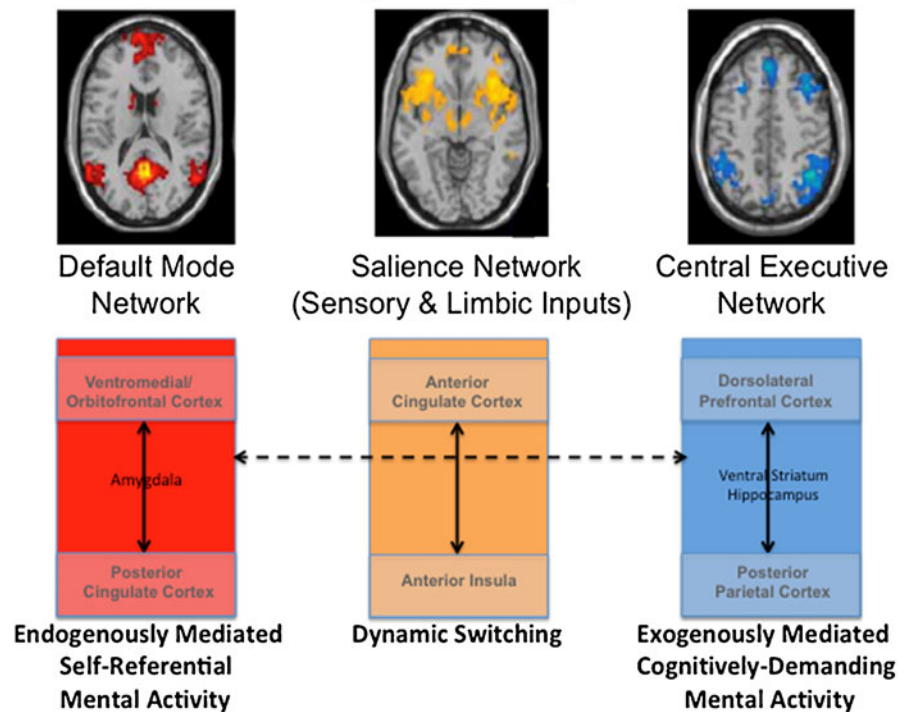 Default Mode
Network
Salience Network
(Sensory & Limbic Inputs)
Central Executive
Network
Ventromedial/
Orbitofrontal Cortex
Amygdala
Posterior
Cingulate Cortex
Endogenously Mediated
Self-Referential
Mental Activity
Anterior
Cingulate Cortex
Anterior Insula
Dynamic Switching
Dorsolateral
Prefrontal Cortex
Ventral Striatum
Hippocampus
Posterior
Parietal Cortex
Exogenously Mediated
Cognitively-Demanding
Mental Activity